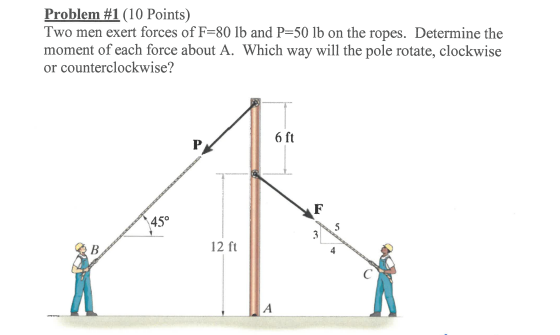 Problem #1 (10 Points)
Two men exert forces of F=80 lb and P=50 lb on the ropes. Determine the
moment of each force about A. Which way will the pole rotate, clockwise
or counterclockwise?
6 ft
P
F
45°
3
5
4
B
12 ft
C
A